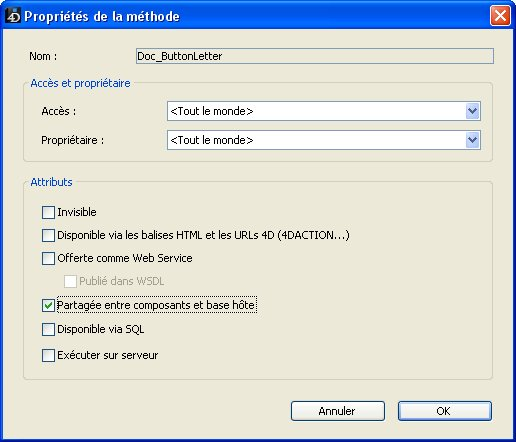 4D Propriétés de la méthode
Nom : Doc_ButtonLetter
Accès et propriétaire
Accès : <Tout le monde>
Propriétaire : <Tout le monde>
Attributs
Invisible
Disponible via les balises HTML et les URLs 4D (4DACTION...)
Offerte comme Web Service
Publié dans WSDL
Partagée entre composants et base hôte
Disponible via SQL
Exécuter sur serveur
Annuler OK